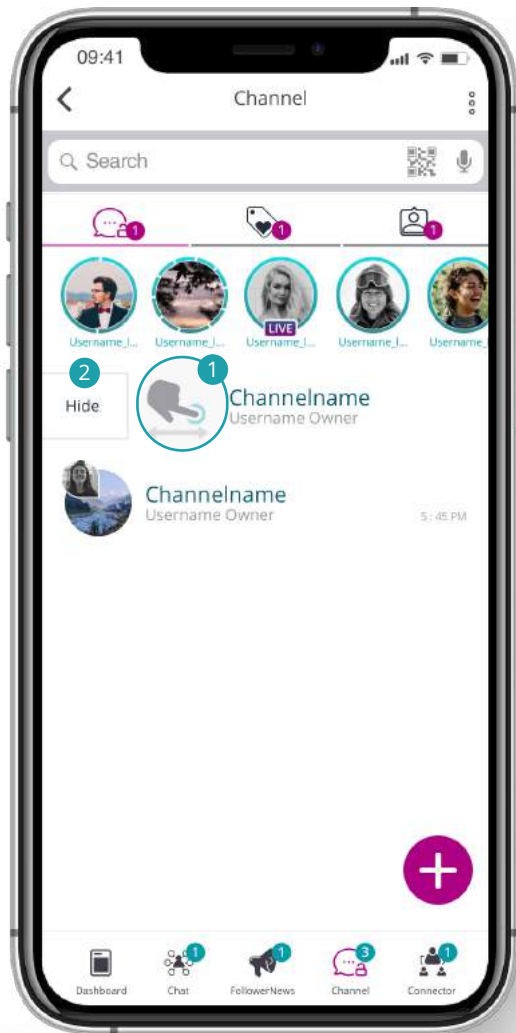 09:41
Channel
Search
1
1
1
LIVE
Username_l...
Username_l...
Username_l...
Username_l...
Username_
2
1
Hide
Channelname
Username Owner
Channelname
Username Owner
5:45 PM
+
1
1
3
1
Dashboard
Chat
FollowerNews
Channel
Connector